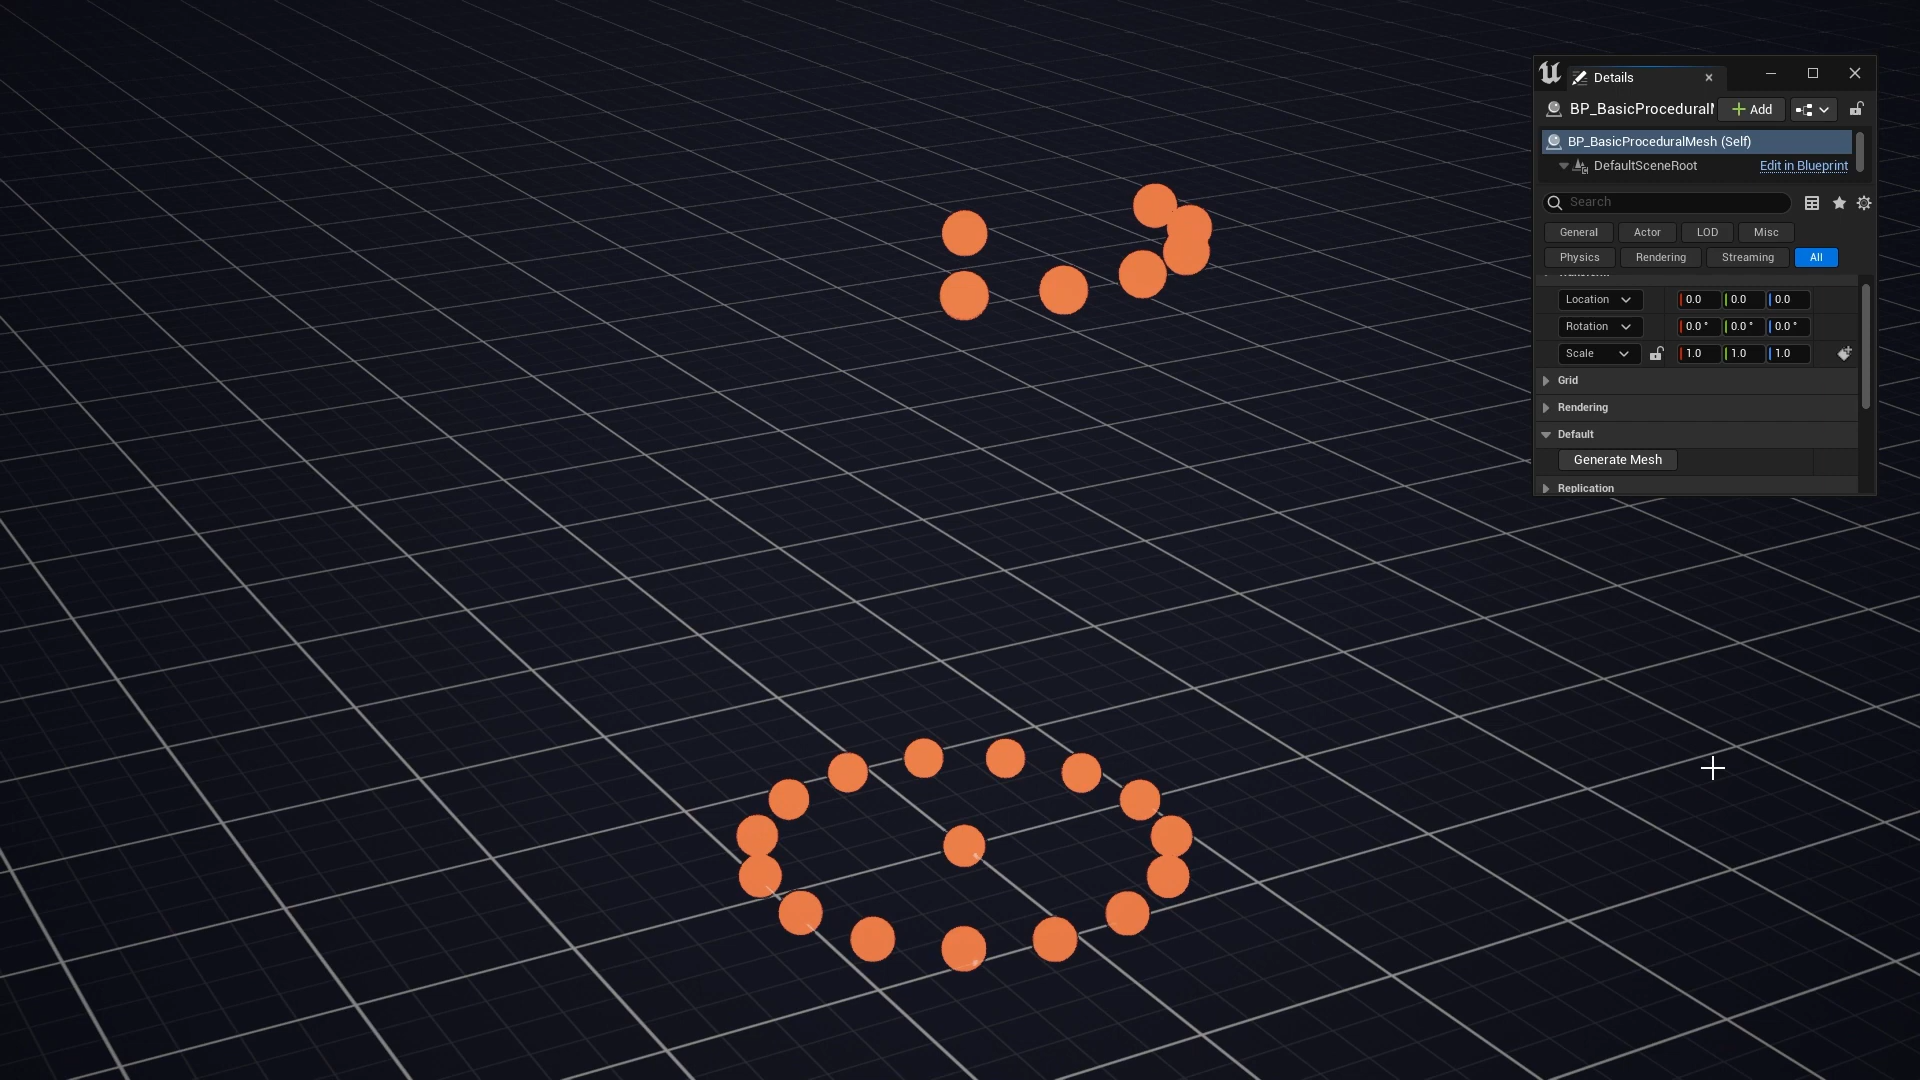 Details
BP_BasicProcedural
Add
BP_BasicProceduralMesh (Self)
DefaultSceneRoot Edit in Blueprint
Search
General Actor LOD Misc
Physics Rendering Streaming All
Location 0.0 0.0 0.0
Rotation 0.0 ° 0.0 ° 0.0 °
Scale 1.0 1.0 1.0
Grid
Rendering
Default
Generate Mesh
Replication